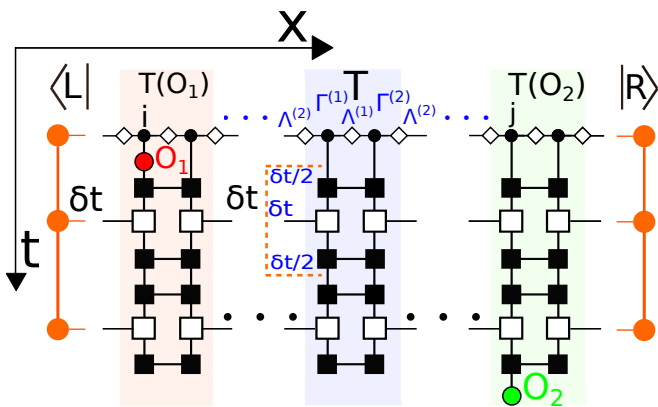 x
⟨L| T(O₁) T T(O₂) |R⟩
i Λ⁽²⁾ Γ⁽¹⁾ Λ⁽¹⁾ Γ⁽²⁾ Λ⁽²⁾ j
O₁
δt/2
δt δt δt
t
δt/2
O₂